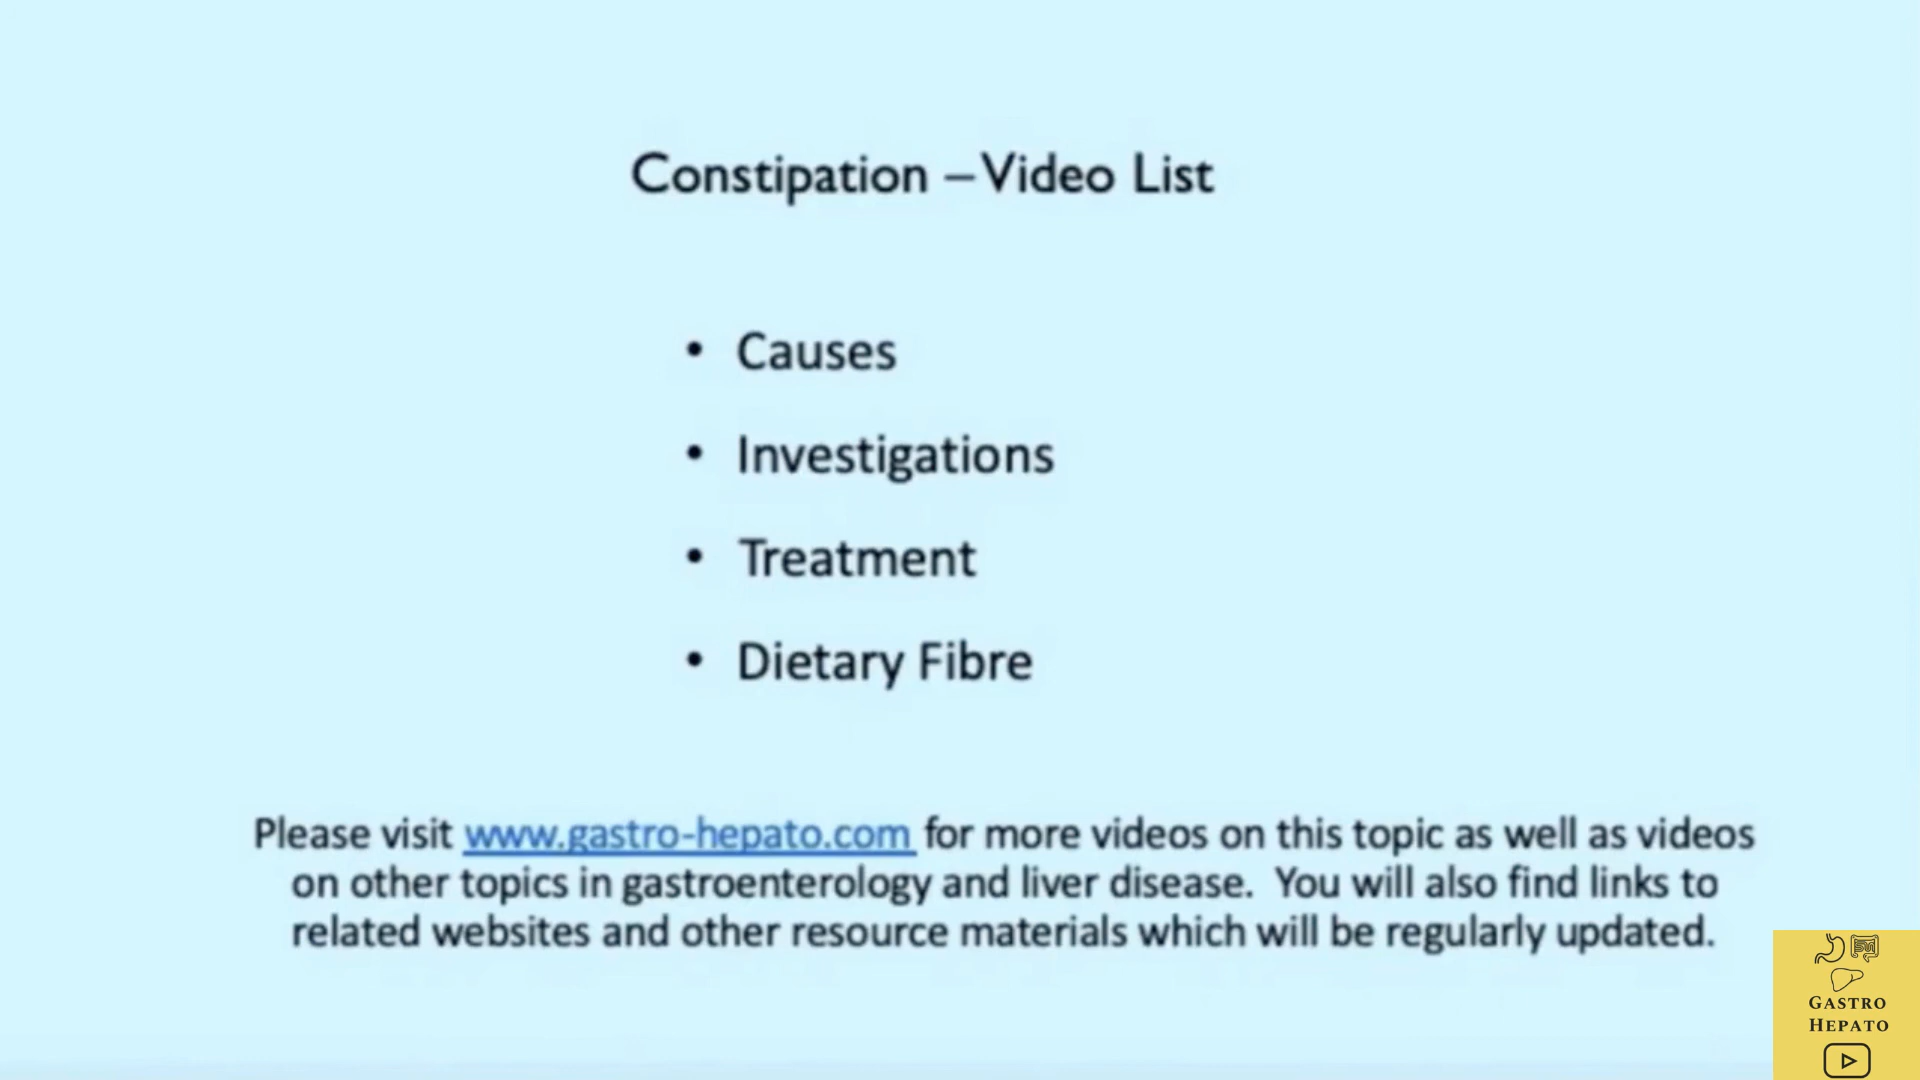 Constipation – Video List
• Causes
• Investigations
• Treatment
• Dietary Fibre
Please visit www.gastro-hepato.com for more videos on this topic as well as videos
on other topics in gastroenterology and liver disease. You will also find links to
related websites and other resource materials which will be regularly updated.
GASTRO
HEPATO